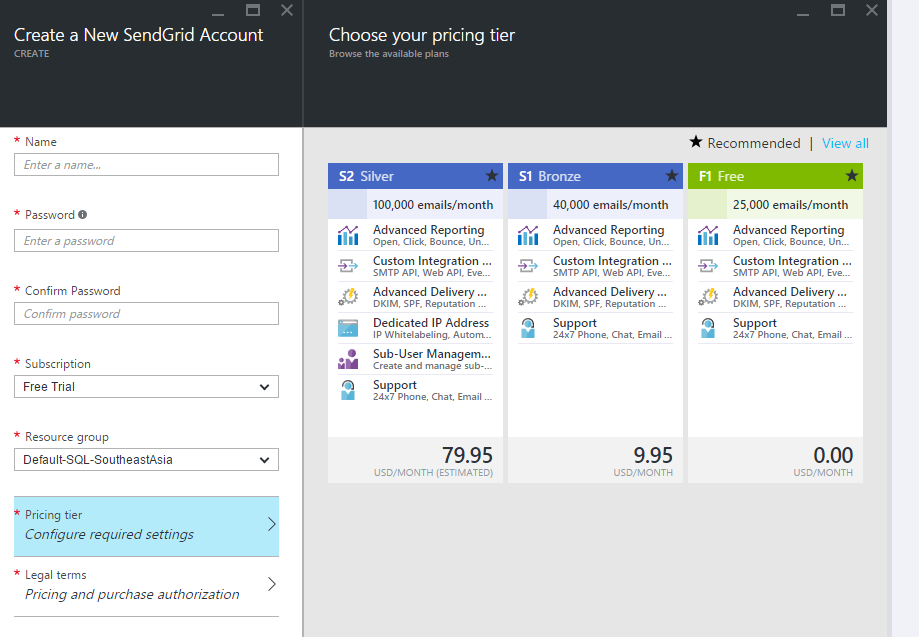 Create a New SendGrid Account
CREATE
* Name
Enter a name...
* Password
Enter a password
* Confirm Password
Confirm password
* Subscription
Free Trial
* Resource group
Default-SQL-SoutheastAsia
* Pricing tier
Configure required settings
* Legal terms
Pricing and purchase authorization
Choose your pricing tier
Browse the available plans
★ Recommended | View all
S2 Silver
100,000 emails/month
Advanced Reporting
Open, Click, Bounce, Un...
Custom Integration ...
SMTP API, Web API, Eve...
Advanced Delivery ...
DKIM, SPF, Reputation ...
Dedicated IP Address
IP Whitelabeling, Autom...
Sub-User Managem...
Create and manage sub-...
Support
24x7 Phone, Chat, Email ...
79.95
USD/MONTH (ESTIMATED)
S1 Bronze
40,000 emails/month
Advanced Reporting
Open, Click, Bounce, Un...
Custom Integration ...
SMTP API, Web API, Eve...
Advanced Delivery ...
DKIM, SPF, Reputation ...
Support
24x7 Phone, Chat, Email ...
9.95
USD/MONTH
F1 Free
25,000 emails/month
Advanced Reporting
Open, Click, Bounce, Un...
Custom Integration ...
SMTP API, Web API, Eve...
Advanced Delivery ...
DKIM, SPF, Reputation ...
Support
24x7 Phone, Chat, Email ...
0.00
USD/MONTH